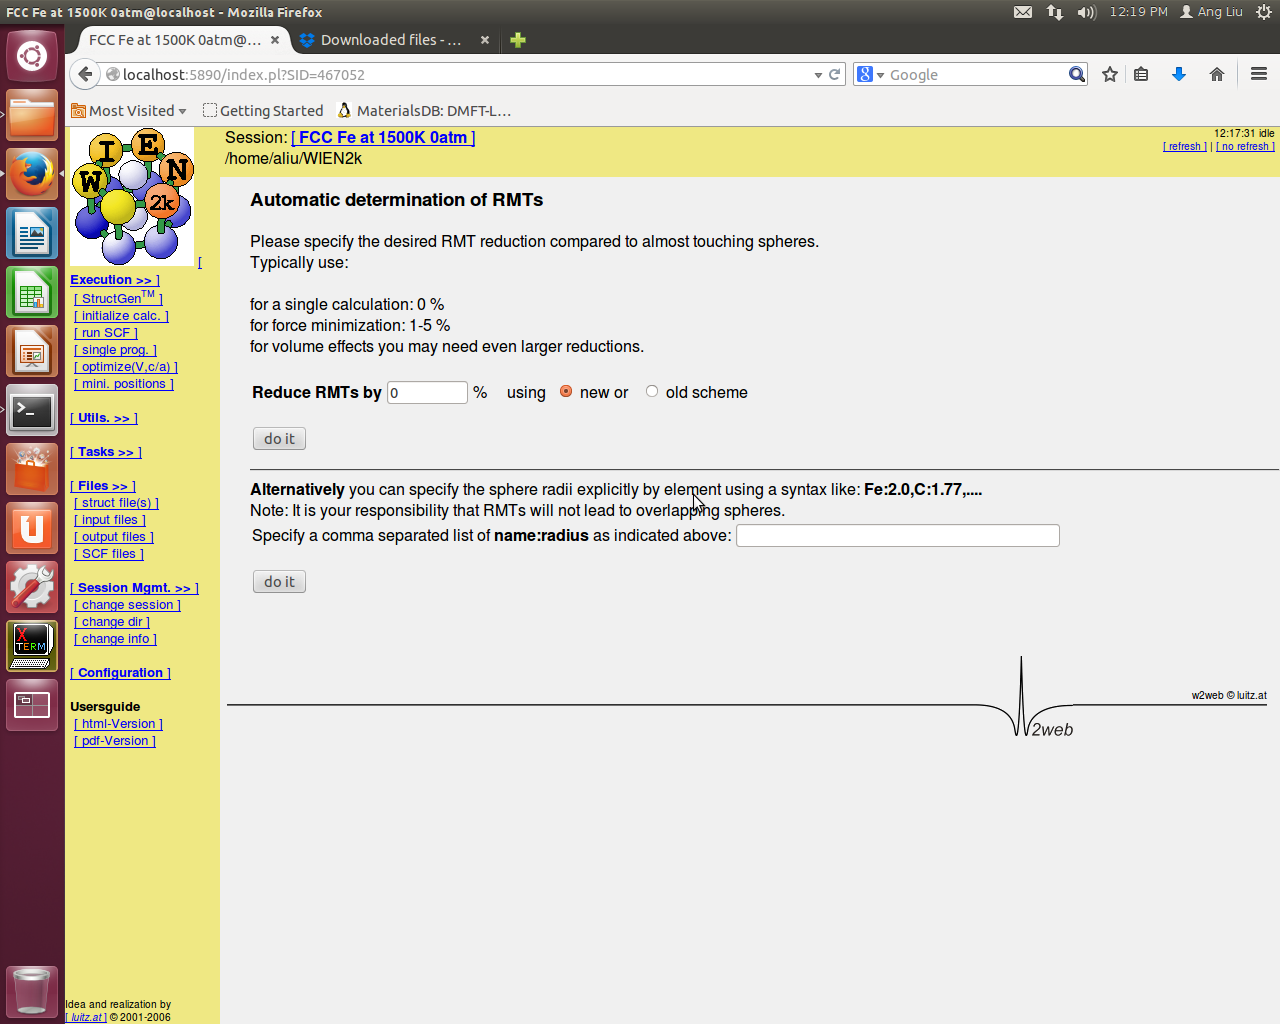 FCC Fe at 1500K 0atm@localhost - Mozilla Firefox
12:19 PM Ang Liu
FCC Fe at 1500K 0atm@... Downloaded files - ...
localhost:5890/index.pl?SID=467052
Google
Most Visited Getting Started MaterialsDB: DMFT-L...
W I E N 2k
[
Execution >> ]
[ StructGen™ ]
[ initialize calc. ]
[ run SCF ]
[ single prog. ]
[ optimize(V,c/a) ]
[ mini. positions ]
[ Utils. >> ]
[ Tasks >> ]
[ Files >> ]
[ struct file(s) ]
[ input files ]
[ output files ]
[ SCF files ]
[ Session Mgmt. >> ]
[ change session ]
[ change dir ]
[ change info ]
[ Configuration ]
Usersguide
[ html-Version ]
[ pdf-Version ]
Idea and realization by
[ luitz.at ] © 2001-2006
Session: [ FCC Fe at 1500K 0atm ]
/home/aliu/WIEN2k
12:17:31 idle
[ refresh ] | [ no refresh ]
Automatic determination of RMTs
Please specify the desired RMT reduction compared to almost touching spheres.
Typically use:
for a single calculation: 0 %
for force minimization: 1-5 %
for volume effects you may need even larger reductions.
Reduce RMTs by 0 % using new or old scheme
do it
Alternatively you can specify the sphere radii explicitly by element using a syntax like: Fe:2.0,C:1.77,....
Note: It is your responsibility that RMTs will not lead to overlapping spheres.
Specify a comma separated list of name:radius as indicated above:
do it
w2web © luitz.at
2web
X
TERM